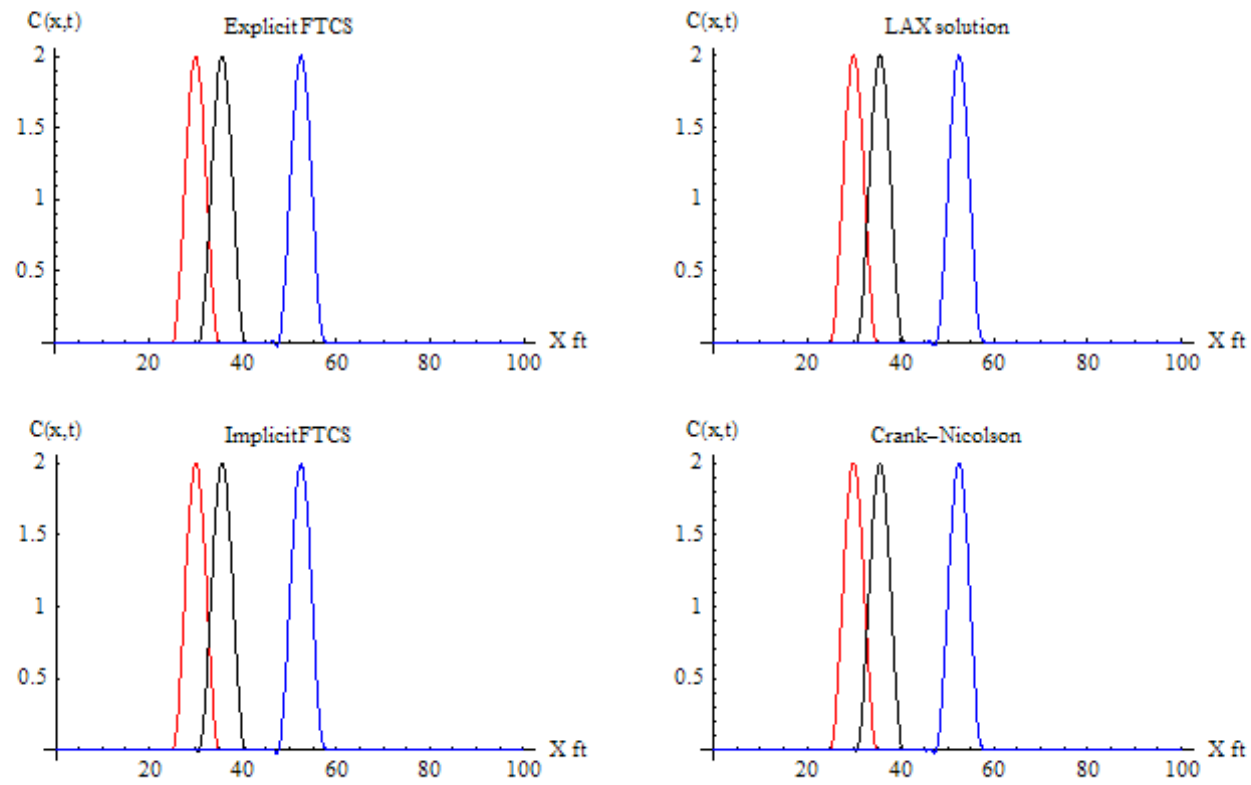 C(x,t)
Explicit FTCS
2
1.5
1
0.5
20 40 60 80 100
X ft
C(x,t)
LAX solution
2
1.5
1
0.5
20 40 60 80 100
X ft
C(x,t)
Implicit FTCS
2
1.5
1
0.5
20 40 60 80 100
X ft
C(x,t)
Crank–Nicolson
2
1.5
1
0.5
20 40 60 80 100
X ft